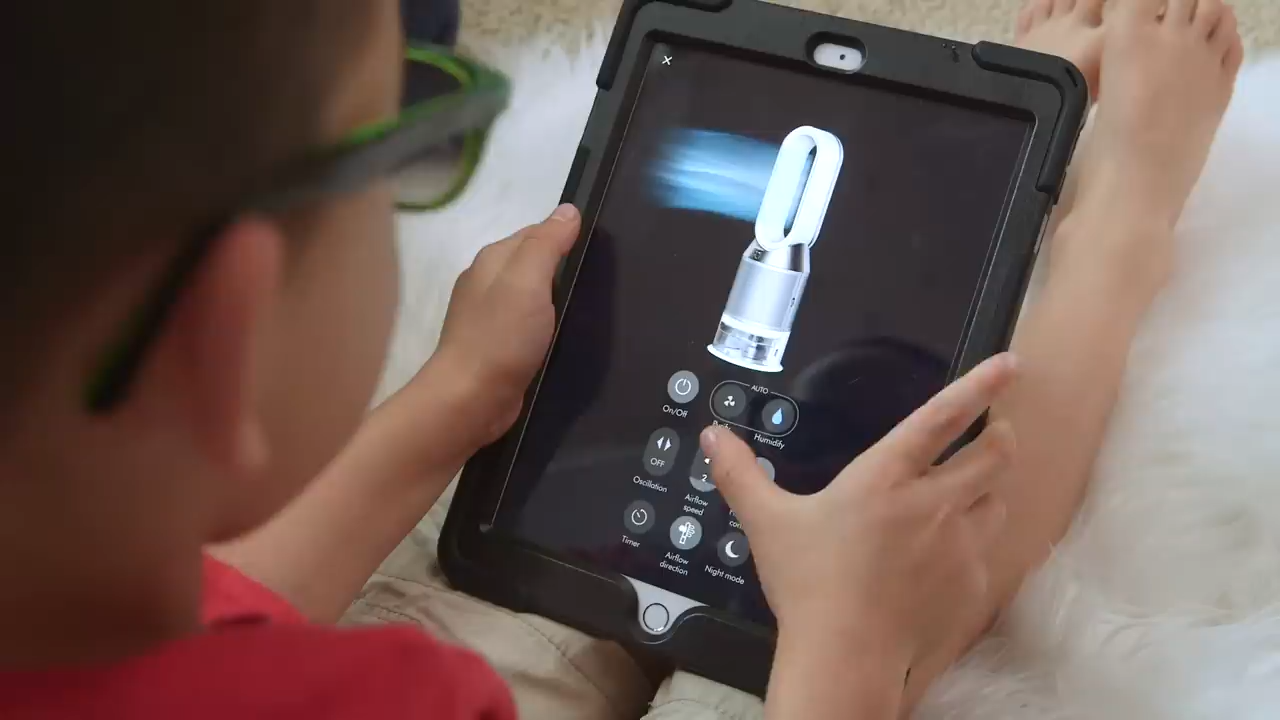 AUTO
On/Off
Humidify
OFF
2
Oscillation
Airflow
speed
Timer
Airflow
direction
Night mode